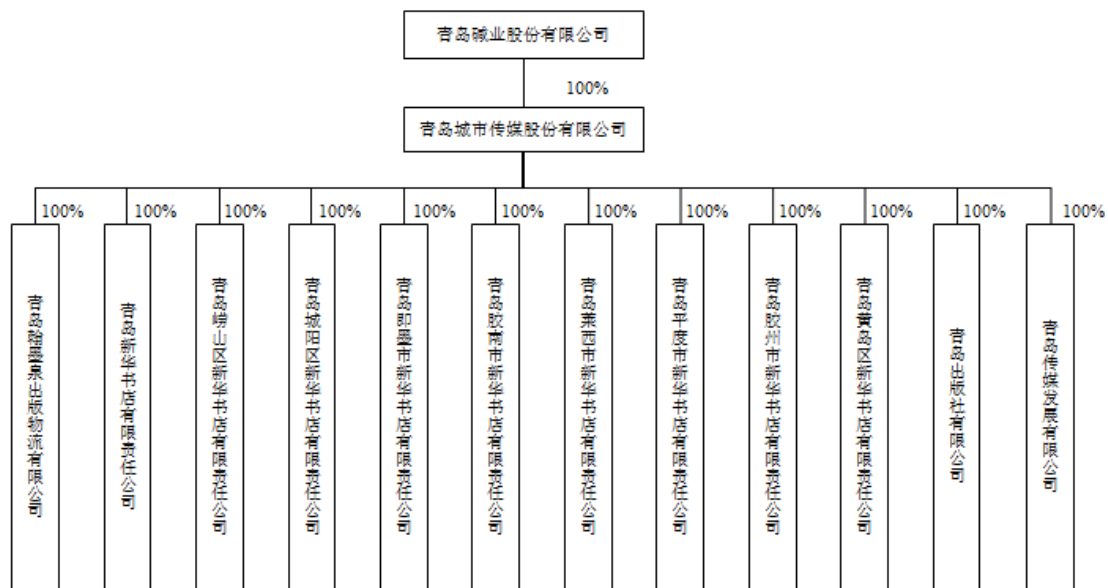 青岛碱业股份有限公司
100%
青岛城市传媒股份有限公司
100%
100%
100%
100%
100%
100%
100%
100%
100%
100%
100%
100%
青岛翰墨泉出版物流有限公司
青岛新华书店有限责任公司
青岛崂山区新华书店有限责任公司
青岛城阳区新华书店有限责任公司
青岛即墨市新华书店有限责任公司
青岛胶南市新华书店有限责任公司
青岛莱西市新华书店有限责任公司
青岛平度市新华书店有限责任公司
青岛胶州市新华书店有限责任公司
青岛黄岛区新华书店有限责任公司
青岛出版社有限公司
青岛传媒发展有限公司